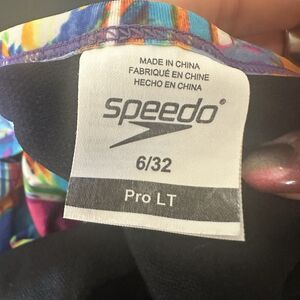 MADE IN CHINA
FABRIQUÉ EN CHINE
HECHO EN CHINA
speedo®
6/32
Pro LT